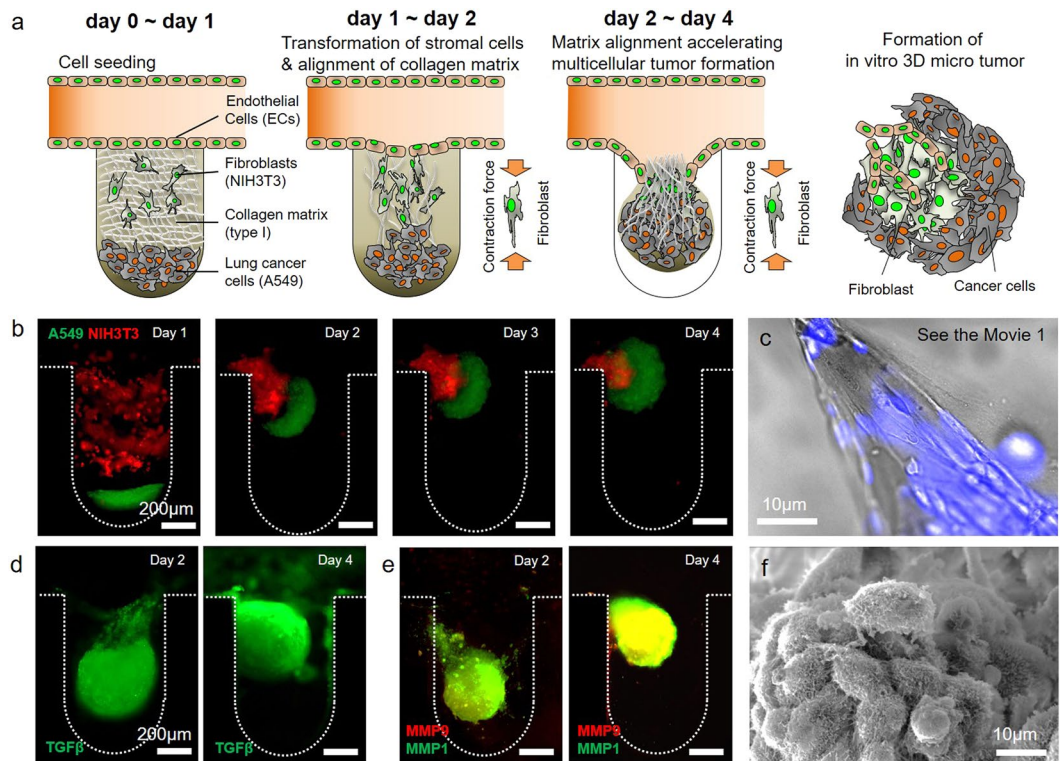 a
day 0 ~ day 1
Cell seeding
Endothelial
Cells (ECs)
Fibroblasts
(NIH3T3)
Collagen matrix
(type I)
Lung cancer
cells (A549)
day 1 ~ day 2
Transformation of stromal cells
& alignment of collagen matrix
Contraction force
Fibroblast
day 2 ~ day 4
Matrix alignment accelerating
multicellular tumor formation
Contraction force
Fibroblast
Formation of
in vitro 3D micro tumor
Fibroblast
Cancer cells
b
A549 NIH3T3
Day 1
200μm
Day 2
Day 3
Day 4
c
See the Movie 1
10μm
d
Day 2
TGFβ
200μm
Day 4
TGFβ
e
Day 2
MMP9
MMP1
Day 4
MMP9
MMP1
f
10μm